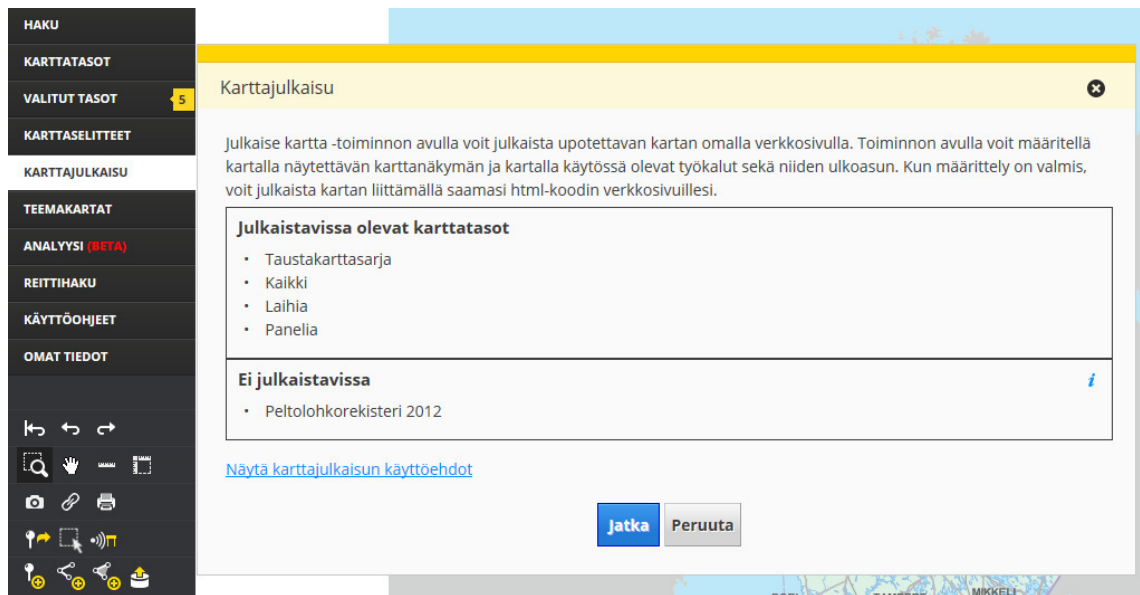 HAKU
KARTTATASOT
VALITUT TASOT 5
KARTTASELITTEET
KARTTAJULKAISU
TEEMAKARTAT
ANALYYSI (BETA)
REITTIHAKU
KÄYTTÖOHJEET
OMAT TIEDOT
Karttajulkaisu
Julkaise kartta -toiminnon avulla voit julkaista upotettavan kartan omalla verkkosivulla. Toiminnon avulla voit määritellä
kartalla näytettävän karttanäkymän ja kartalla käytössä olevat työkalut sekä niiden ulkoasun. Kun määrittely on valmis,
voit julkaista kartan liittämällä saamasi html-koodin verkkosivuillesi.
Julkaistavissa olevat karttatasot
• Taustakarttasarja
• Kaikki
• Laihia
• Panelia
Ei julkaistavissa i
• Peltolohkorekisteri 2012
Näytä karttajulkaisun käyttöehdot
Jatka Peruuta
MIKKELI